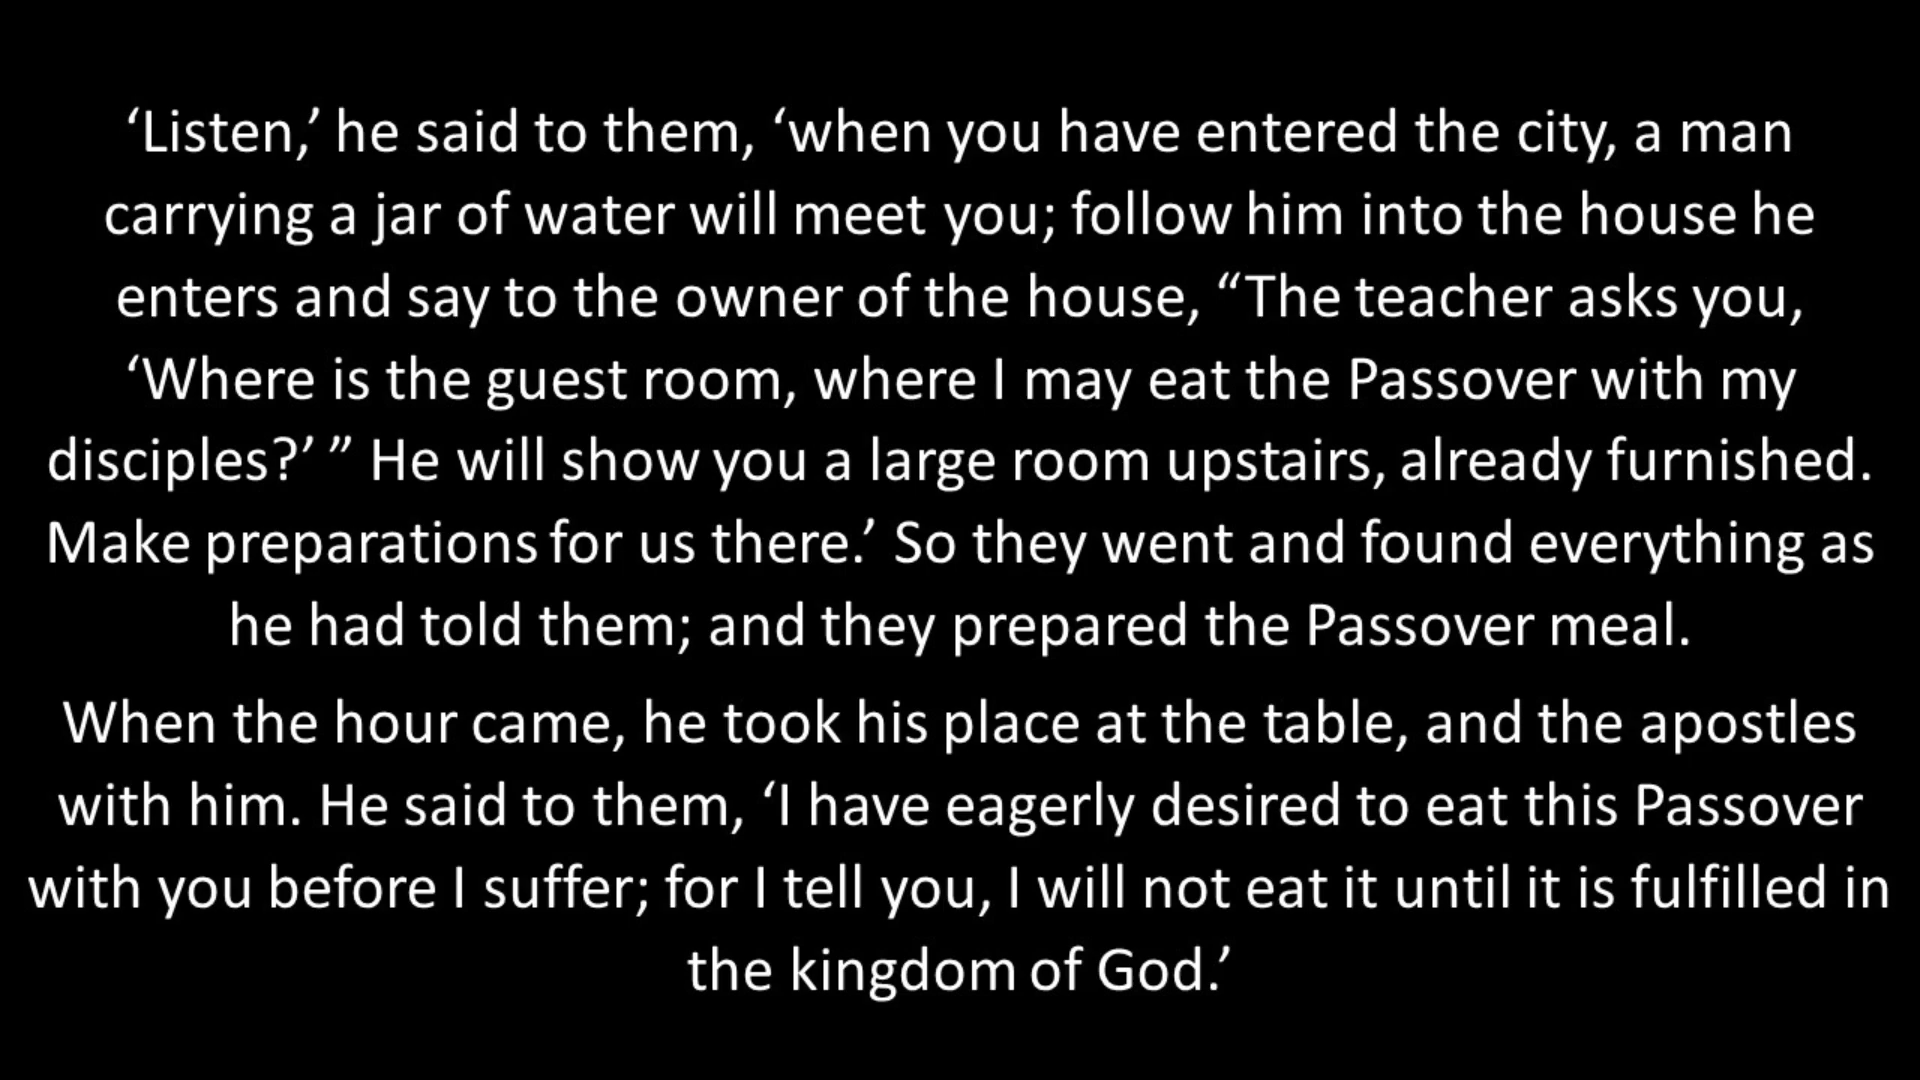 ‘Listen,’ he said to them, ‘when you have entered the city, a man
carrying a jar of water will meet you; follow him into the house he
enters and say to the owner of the house, “The teacher asks you,
‘Where is the guest room, where I may eat the Passover with my
disciples?’ ” He will show you a large room upstairs, already furnished.
Make preparations for us there.’ So they went and found everything as
he had told them; and they prepared the Passover meal.
When the hour came, he took his place at the table, and the apostles
with him. He said to them, ‘I have eagerly desired to eat this Passover
with you before I suffer; for I tell you, I will not eat it until it is fulfilled in
the kingdom of God.’